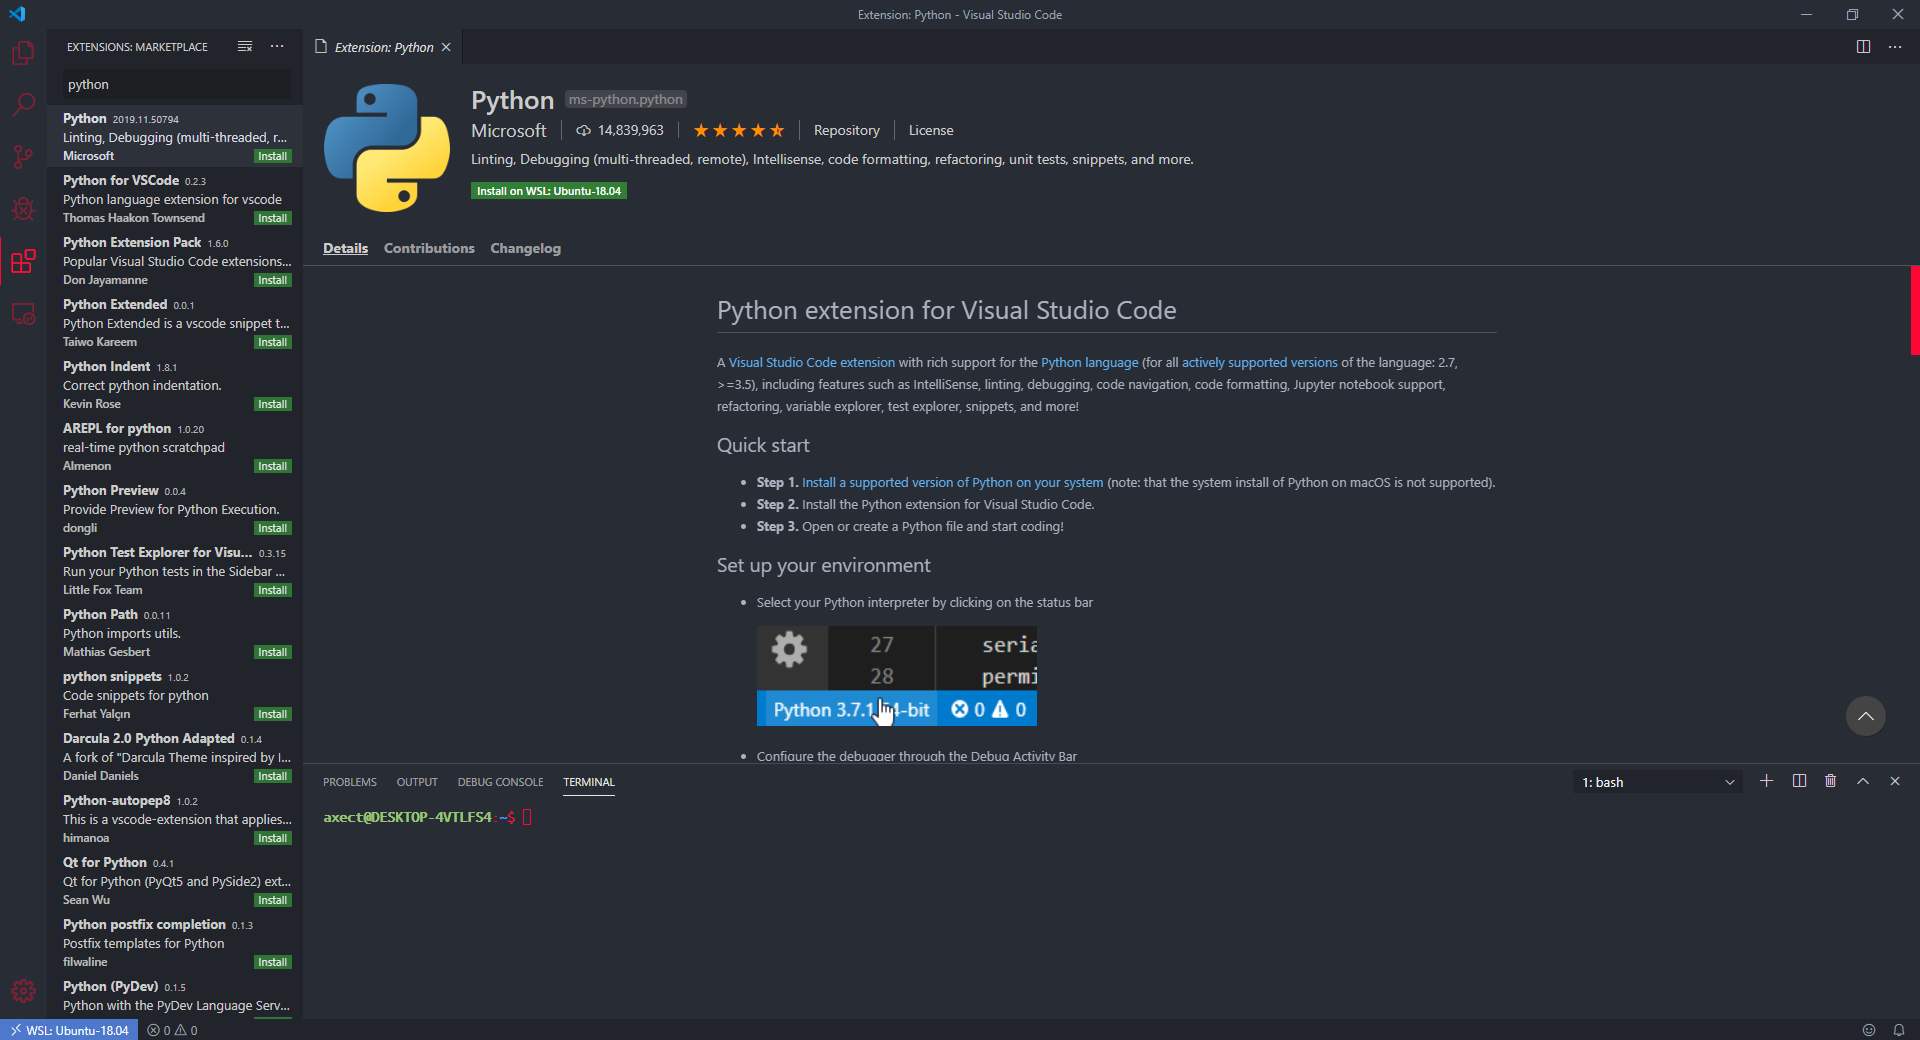 Extension: Python - Visual Studio Code
EXTENSIONS: MARKETPLACE
python
Python 2019.11.50794
Linting, Debugging (multi-threaded, r...
Microsoft Install
Python for VSCode 0.2.3
Python language extension for vscode
Thomas Haakon Townsend Install
Python Extension Pack 1.6.0
Popular Visual Studio Code extensions...
Don Jayamanne Install
Python Extended 0.0.1
Python Extended is a vscode snippet t...
Taiwo Kareem Install
Python Indent 1.8.1
Correct python indentation.
Kevin Rose Install
AREPL for python 1.0.20
real-time python scratchpad
Almenon Install
Python Preview 0.0.4
Provide Preview for Python Execution.
dongli Install
Python Test Explorer for Visu... 0.3.15
Run your Python tests in the Sidebar ...
Little Fox Team Install
Python Path 0.0.11
Python imports utils.
Mathias Gesbert Install
python snippets 1.0.2
Code snippets for python
Ferhat Yalçın Install
Darcula 2.0 Python Adapted 0.1.4
A fork of "Darcula Theme inspired by I...
Daniel Daniels Install
Python-autopep8 1.0.2
This is a vscode-extension that applies...
himanoa Install
Qt for Python 0.4.1
Qt for Python (PyQt5 and PySide2) ext...
Sean Wu Install
Python postfix completion 0.1.3
Postfix templates for Python
filwaline Install
Python (PyDev) 0.1.5
Python with the PyDev Language Serv...
Extension: Python
Python ms-python.python
Microsoft 14,839,963 Repository License
Linting, Debugging (multi-threaded, remote), Intellisense, code formatting, refactoring, unit tests, snippets, and more.
Install on WSL: Ubuntu-18.04
Details Contributions Changelog
Python extension for Visual Studio Code
A Visual Studio Code extension with rich support for the Python language (for all actively supported versions of the language: 2.7,
>=3.5), including features such as IntelliSense, linting, debugging, code navigation, code formatting, Jupyter notebook support,
refactoring, variable explorer, test explorer, snippets, and more!
Quick start
• Step 1. Install a supported version of Python on your system (note: that the system install of Python on macOS is not supported).
• Step 2. Install the Python extension for Visual Studio Code.
• Step 3. Open or create a Python file and start coding!
Set up your environment
• Select your Python interpreter by clicking on the status bar
27 seria
28 permi
Python 3.7.1 4-bit 0 0
• Configure the debugger through the Debug Activity Bar
PROBLEMS OUTPUT DEBUG CONSOLE TERMINAL 1: bash
axect@DESKTOP-4VTLFS4:~$
WSL: Ubuntu-18.04 0 0